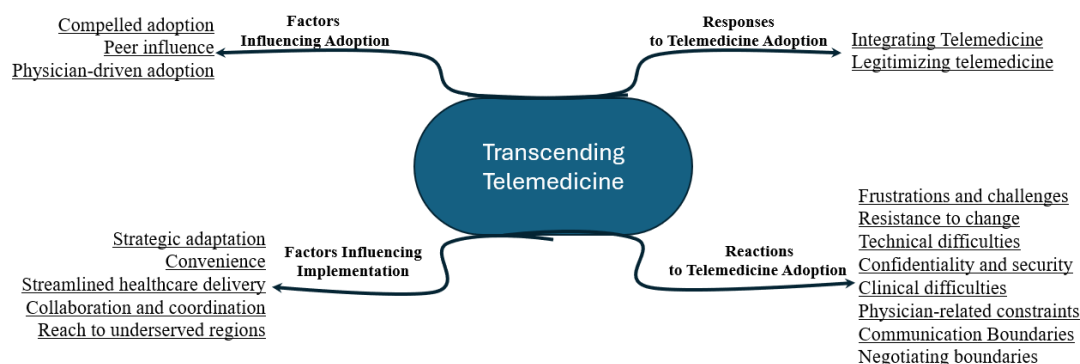 Factors
Influencing Adoption
Compelled adoption
Peer influence
Physician-driven adoption
Responses
to Telemedicine Adoption
Integrating Telemedicine
Legitimizing telemedicine
Transcending
Telemedicine
Factors Influencing
Implementation
Strategic adaptation
Convenience
Streamlined healthcare delivery
Collaboration and coordination
Reach to underserved regions
Reactions
to Telemedicine Adoption
Frustrations and challenges
Resistance to change
Technical difficulties
Confidentiality and security
Clinical difficulties
Physician-related constraints
Communication Boundaries
Negotiating boundaries